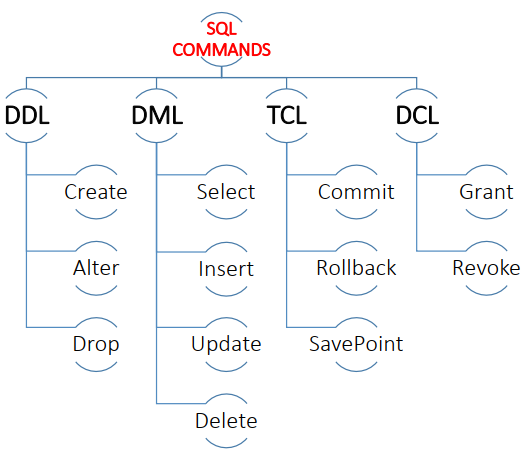 SQL
COMMANDS
DDL
DML
TCL
DCL
Create
Select
Commit
Grant
Alter
Insert
Rollback
Revoke
Drop
Update
SavePoint
Delete